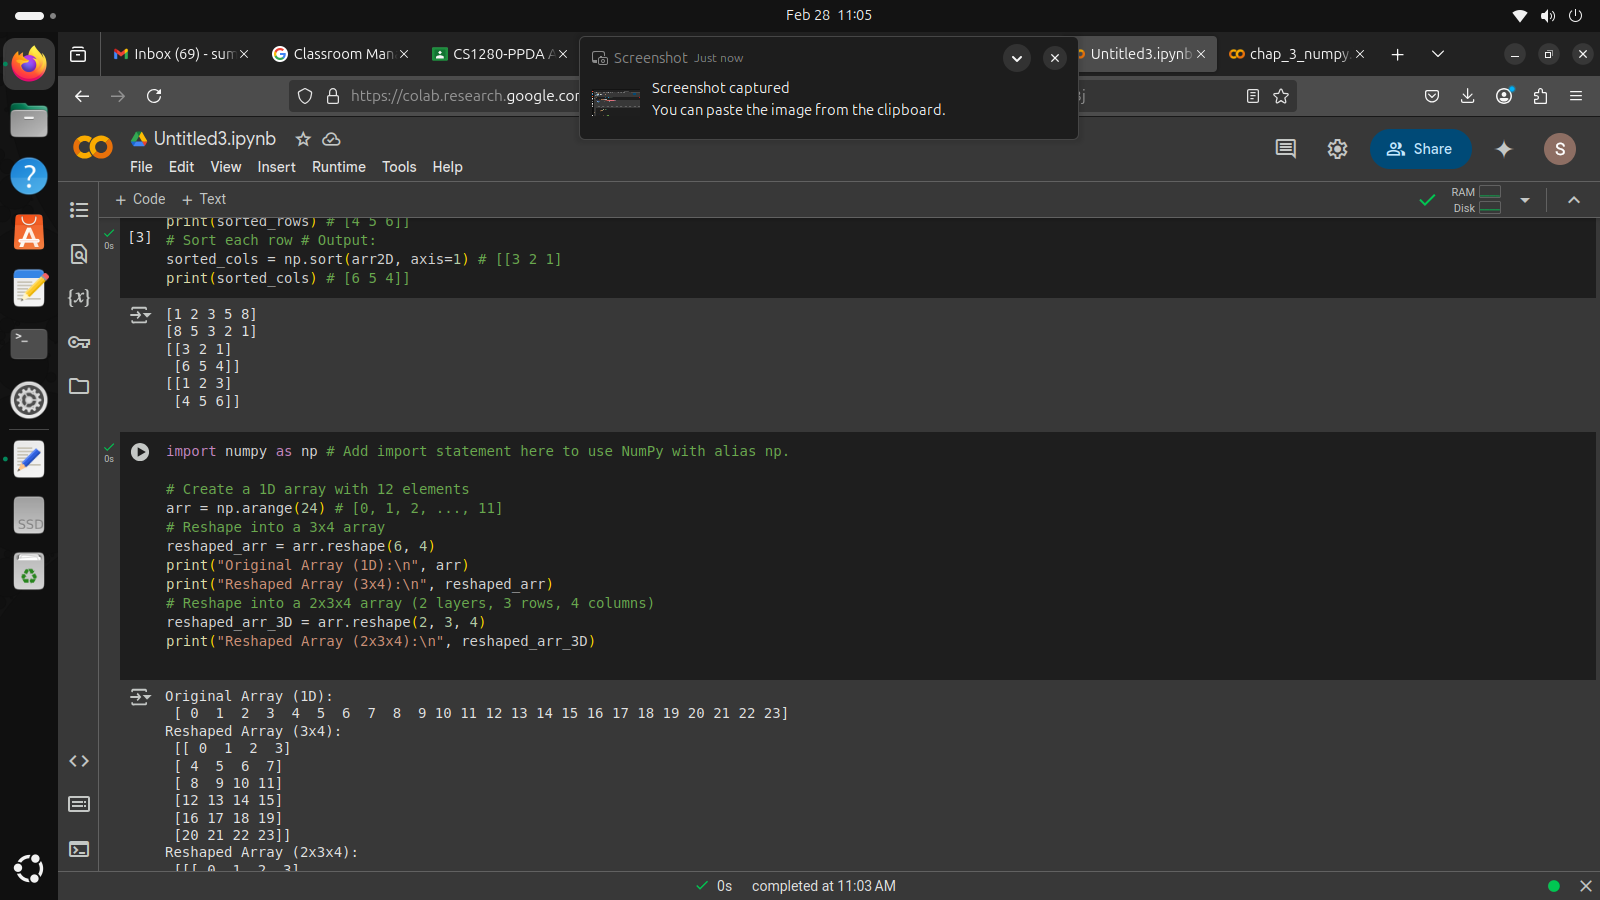 Feb 28 11:05
Inbox (69) - sum
Classroom Man
CS1280-PPDA A
Untitled3.ipynb
chap_3_numpy.
Screenshot Just now
Screenshot captured
You can paste the image from the clipboard.
https://colab.research.google.com
Untitled3.ipynb
File Edit View Insert Runtime Tools Help
Share
S
+ Code + Text
RAM
Disk
print(sorted_rows) # [4 5 6]]
[3]
0s
# Sort each row # Output:
sorted_cols = np.sort(arr2D, axis=1) # [[3 2 1]
print(sorted_cols) # [6 5 4]]
[1 2 3 5 8]
[8 5 3 2 1]
[[3 2 1]
[6 5 4]]
[[1 2 3]
[4 5 6]]
0s
import numpy as np # Add import statement here to use NumPy with alias np.
# Create a 1D array with 12 elements
arr = np.arange(24) # [0, 1, 2, ..., 11]
# Reshape into a 3x4 array
reshaped_arr = arr.reshape(6, 4)
print("Original Array (1D):\n", arr)
print("Reshaped Array (3x4):\n", reshaped_arr)
# Reshape into a 2x3x4 array (2 layers, 3 rows, 4 columns)
reshaped_arr_3D = arr.reshape(2, 3, 4)
print("Reshaped Array (2x3x4):\n", reshaped_arr_3D)
Original Array (1D):
[ 0 1 2 3 4 5 6 7 8 9 10 11 12 13 14 15 16 17 18 19 20 21 22 23]
Reshaped Array (3x4):
[[ 0 1 2 3]
[ 4 5 6 7]
[ 8 9 10 11]
[12 13 14 15]
[16 17 18 19]
[20 21 22 23]]
Reshaped Array (2x3x4):
[[[ 0 1 2 3]
0s completed at 11:03 AM
SSD
{x}